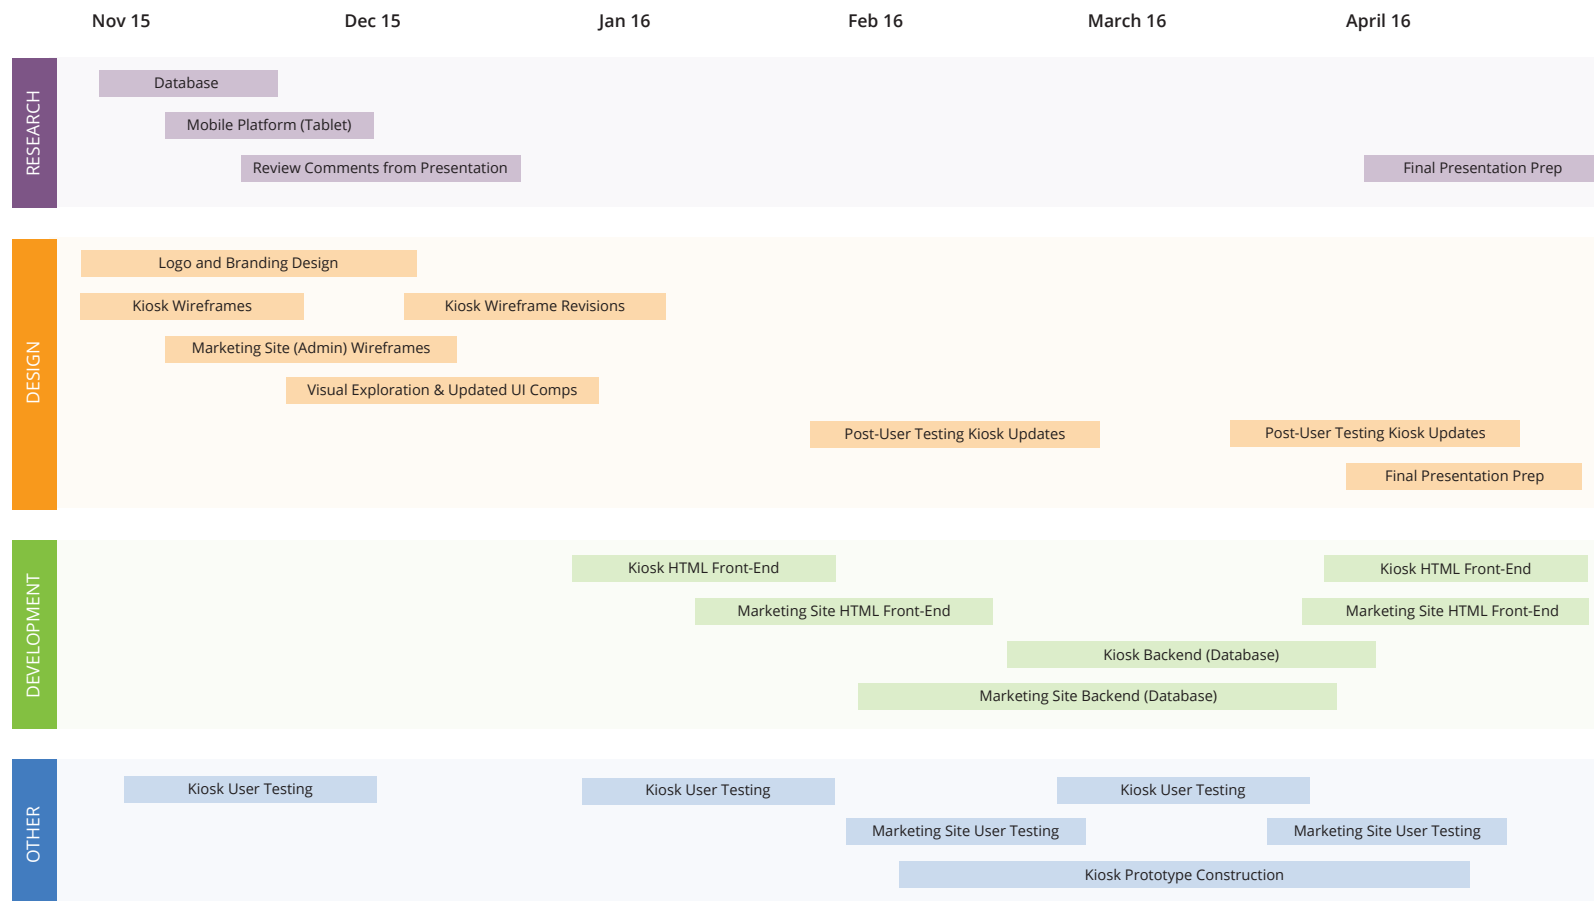 Nov 15 Dec 15 Jan 16 Feb 16 March 16 April 16
RESEARCH
Database
Mobile Platform (Tablet)
Review Comments from Presentation Final Presentation Prep
DESIGN
Logo and Branding Design
Kiosk Wireframes Kiosk Wireframe Revisions
Marketing Site (Admin) Wireframes
Visual Exploration & Updated UI Comps
Post-User Testing Kiosk Updates Post-User Testing Kiosk Updates
Final Presentation Prep
DEVELOPMENT
Kiosk HTML Front-End Kiosk HTML Front-End
Marketing Site HTML Front-End Marketing Site HTML Front-End
Kiosk Backend (Database)
Marketing Site Backend (Database)
OTHER
Kiosk User Testing Kiosk User Testing Kiosk User Testing
Marketing Site User Testing Marketing Site User Testing
Kiosk Prototype Construction